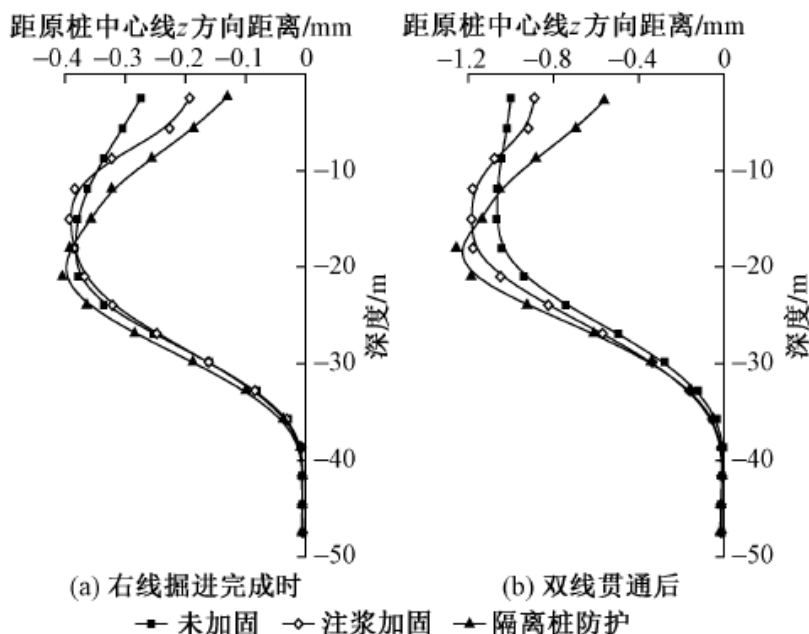 距原桩中心线z方向距离/mm
−0.4 −0.3 −0.2 −0.1 0
−10
−20
−30
−40
−50
深度/m
(a) 右线掘进完成时
距原桩中心线z方向距离/mm
−1.2 −0.8 −0.4 0
−10
−20
−30
−40
−50
深度/m
(b) 双线贯通后
未加固 注浆加固 隔离桩防护